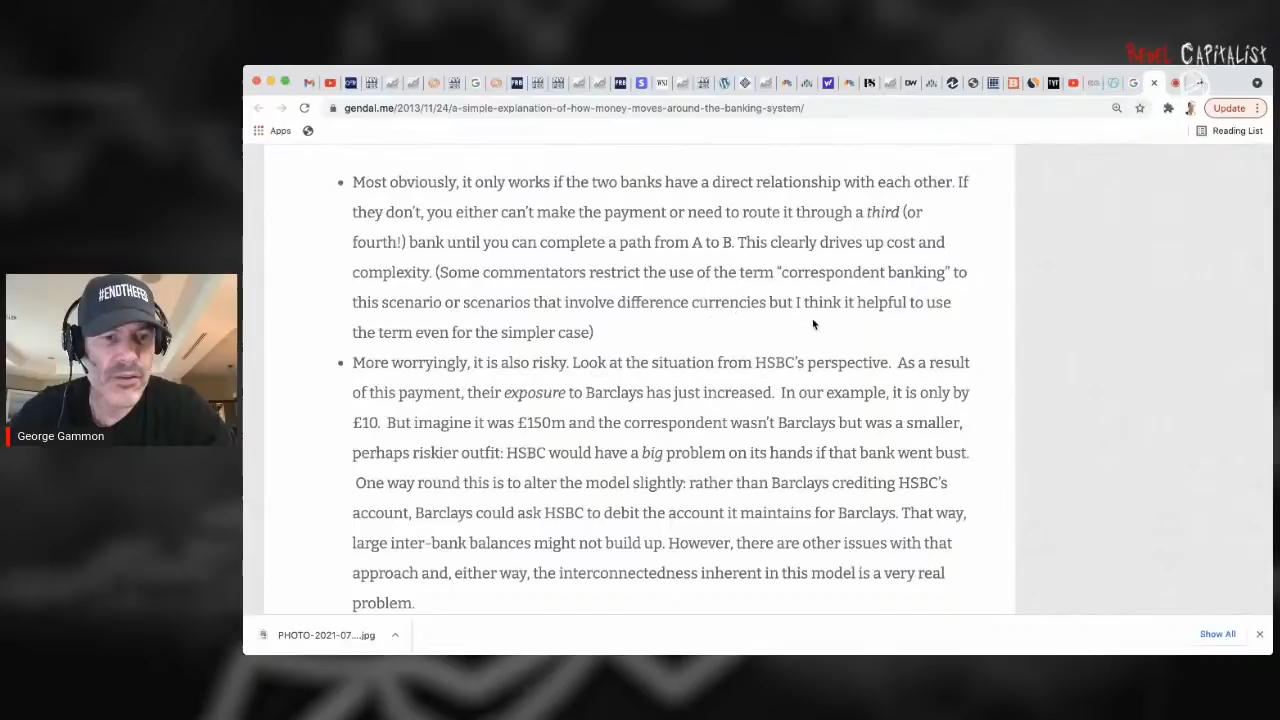 REBEL CAPITALIST
gendal.me/2013/11/24/a-simple-explanation-of-how-money-moves-around-the-banking-system/
Update
Apps
Reading List
• Most obviously, it only works if the two banks have a direct relationship with each other. If
they don't, you either can't make the payment or need to route it through a third (or
fourth!) bank until you can complete a path from A to B. This clearly drives up cost and
complexity. (Some commentators restrict the use of the term “correspondent banking” to
this scenario or scenarios that involve difference currencies but I think it helpful to use
the term even for the simpler case)
• More worryingly, it is also risky. Look at the situation from HSBC's perspective. As a result
of this payment, their exposure to Barclays has just increased. In our example, it is only by
£10. But imagine it was £150m and the correspondent wasn't Barclays but was a smaller,
perhaps riskier outfit: HSBC would have a big problem on its hands if that bank went bust.
One way round this is to alter the model slightly: rather than Barclays crediting HSBC's
account, Barclays could ask HSBC to debit the account it maintains for Barclays. That way,
large inter-bank balances might not build up. However, there are other issues with that
approach and, either way, the interconnectedness inherent in this model is a very real
problem.
#ENDTHEFED
George Gammon
PHOTO-2021-07....jpg
Show All